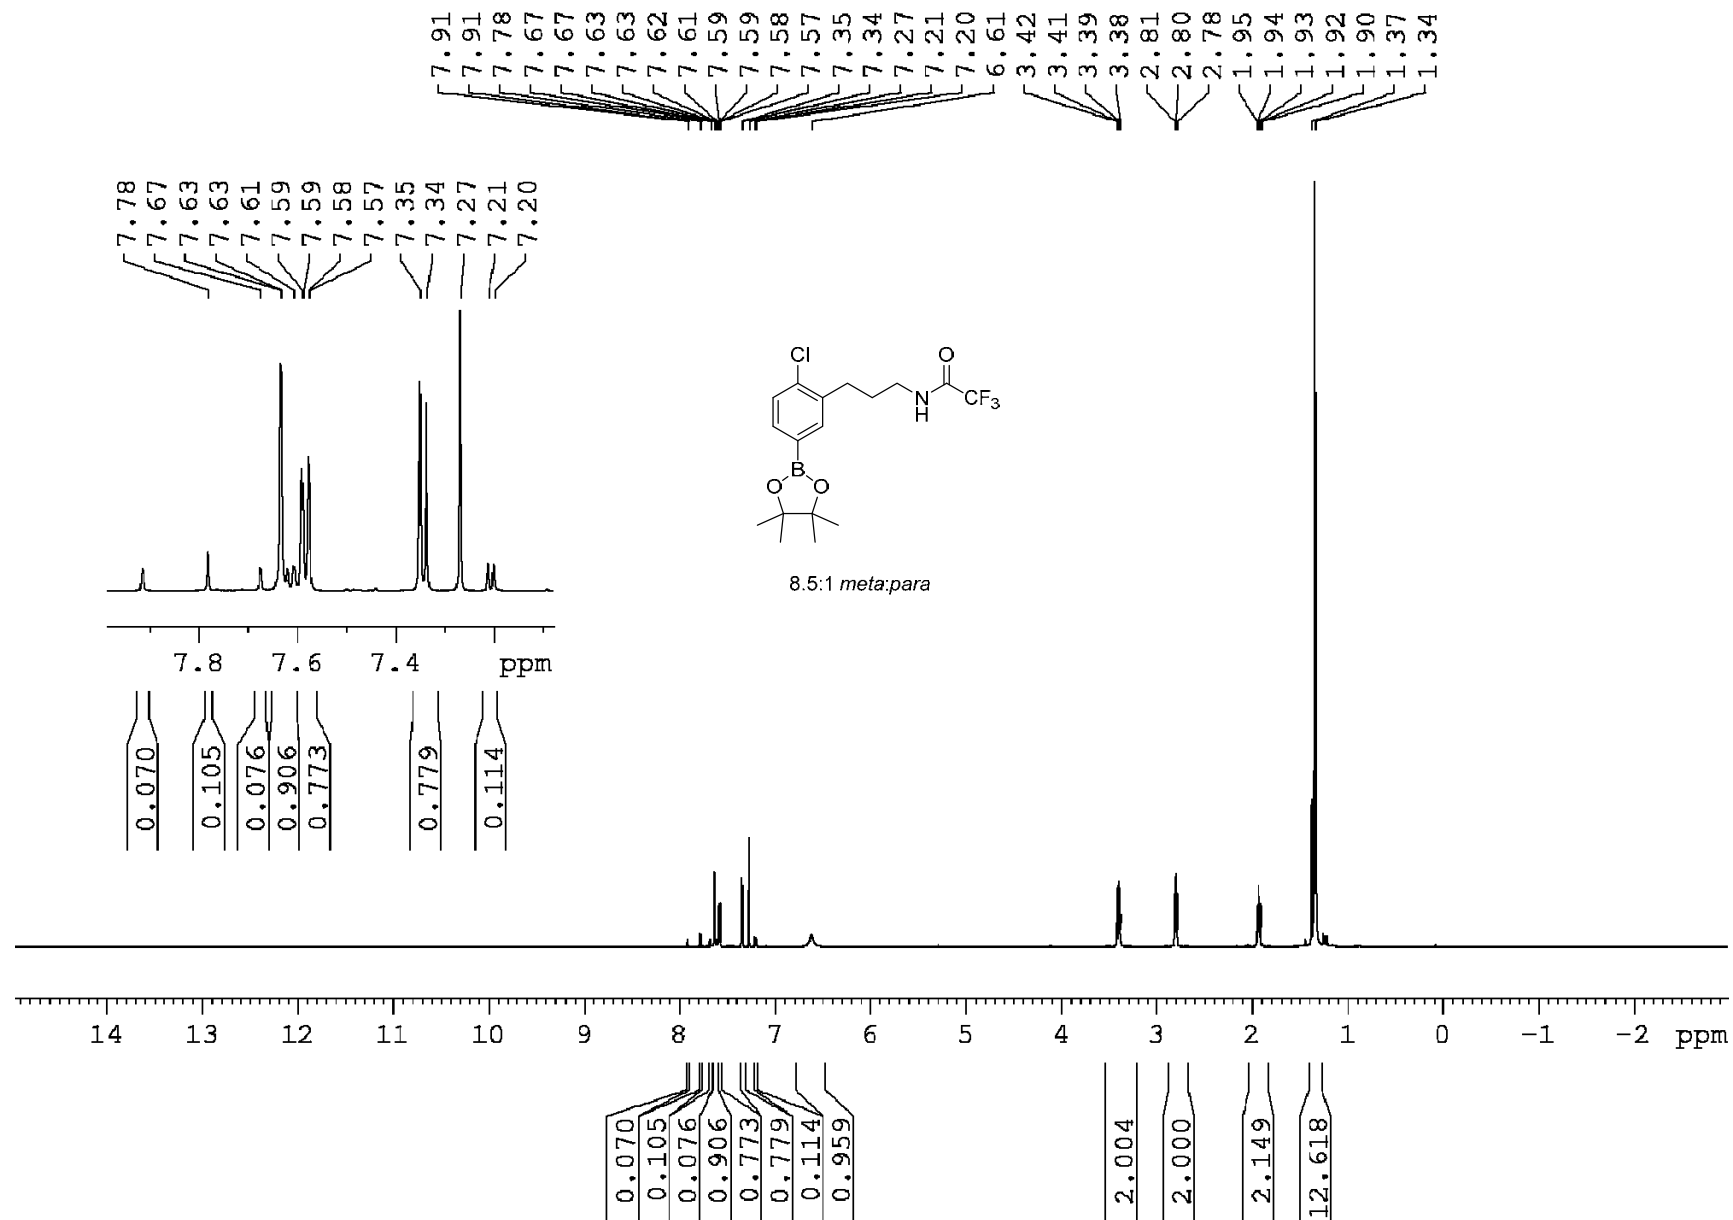 7.91 7.91 7.78 7.67 7.67 7.63 7.63 7.62 7.61 7.59 7.59 7.58 7.57 7.35 7.34 7.27 7.21 7.20 6.61 3.42 3.41 3.39 3.38 2.81 2.80 2.78 1.95 1.94 1.93 1.92 1.90 1.37 1.34
7.78 7.67 7.63 7.63 7.61 7.59 7.59 7.58 7.57 7.35 7.34 7.27 7.21 7.20
Cl O
N CF3
H
B
O O
8.5:1 meta:para
7.8 7.6 7.4 ppm
0.070 0.105 0.076 0.906 0.773 0.779 0.114
14 13 12 11 10 9 8 7 6 5 4 3 2 1 0 -1 -2 ppm
0.070 0.105 0.076 0.906 0.773 0.779 0.114 0.959 2.004 2.000 2.149 12.618